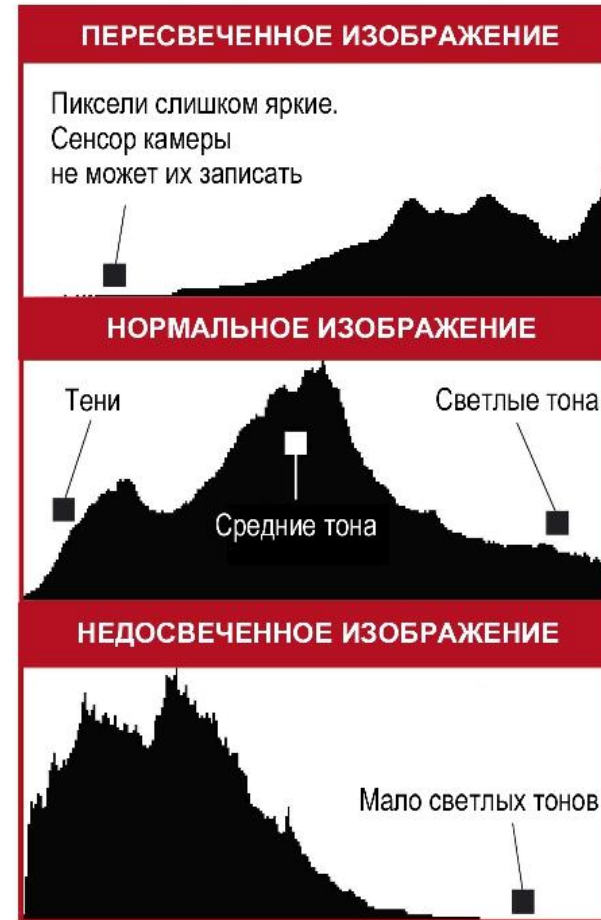 ПЕРЕСВЕЧЕННОЕ ИЗОБРАЖЕНИЕ
Пиксели слишком яркие.
Сенсор камеры
не может их записать
НОРМАЛЬНОЕ ИЗОБРАЖЕНИЕ
Тени
Светлые тона
Средние тона
НЕДОСВЕЧЕННОЕ ИЗОБРАЖЕНИЕ
Мало светлых тонов